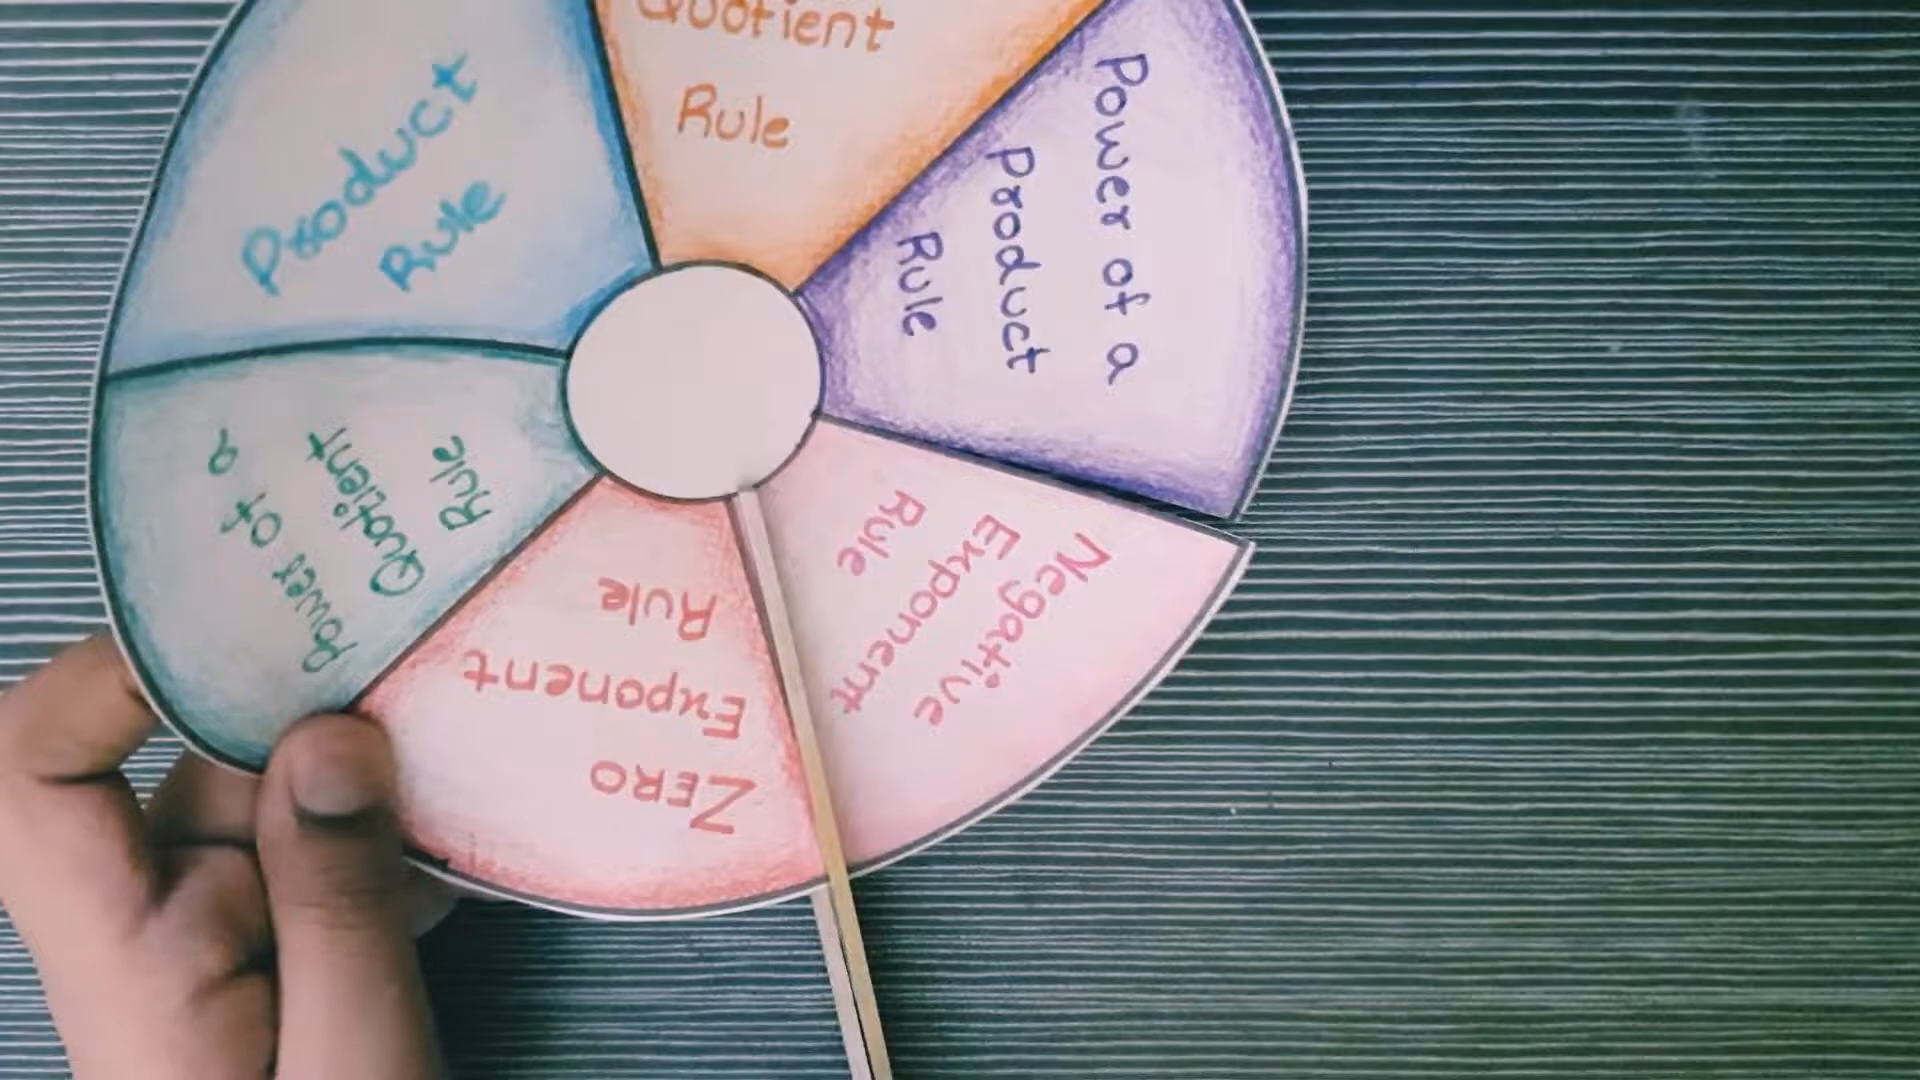 Quotient
Rule
Power of a
Product
Rule
Negative
Exponent
Rule
ZERO
Exponent
Rule
Power of a
Quotient
Rule
Product
Rule